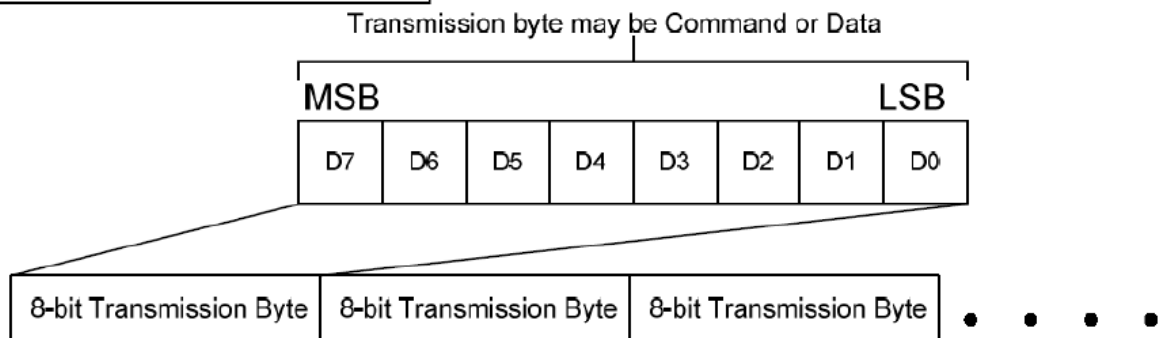 Transmission byte may be Command or Data
MSB LSB
D7 D6 D5 D4 D3 D2 D1 D0
8-bit Transmission Byte 8-bit Transmission Byte 8-bit Transmission Byte